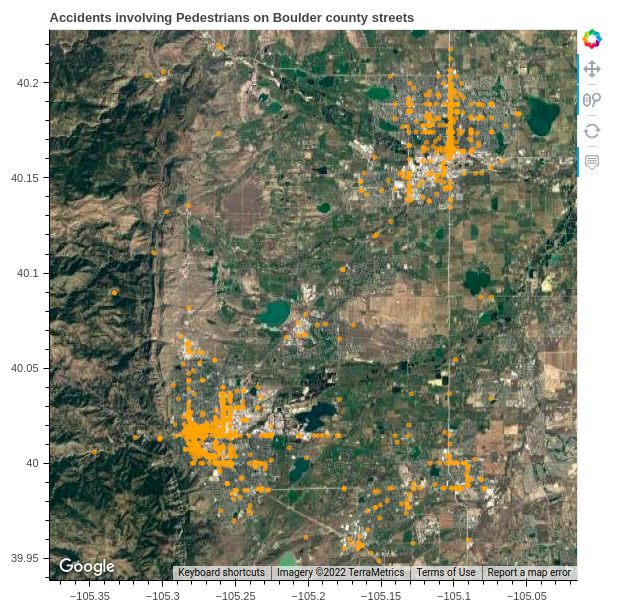 Accidents involving Pedestrians on Boulder county streets
40.2
40.15
40.1
40.05
40
39.95
Google
Keyboard shortcuts
Imagery ©2022 TerraMetrics
Terms of Use
Report a map error
−105.35
−105.3
−105.25
−105.2
−105.15
−105.1
−105.05